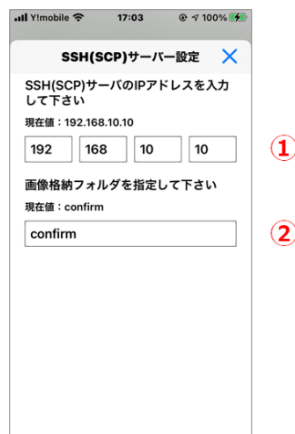 Y!mobile 17:03 100%
SSH(SCP)サーバー設定
SSH(SCP)サーバのIPアドレスを入力
して下さい
現在値：192.168.10.10
192 168 10 10 ①
画像格納フォルダを指定して下さい
現在値：confirm
confirm ②